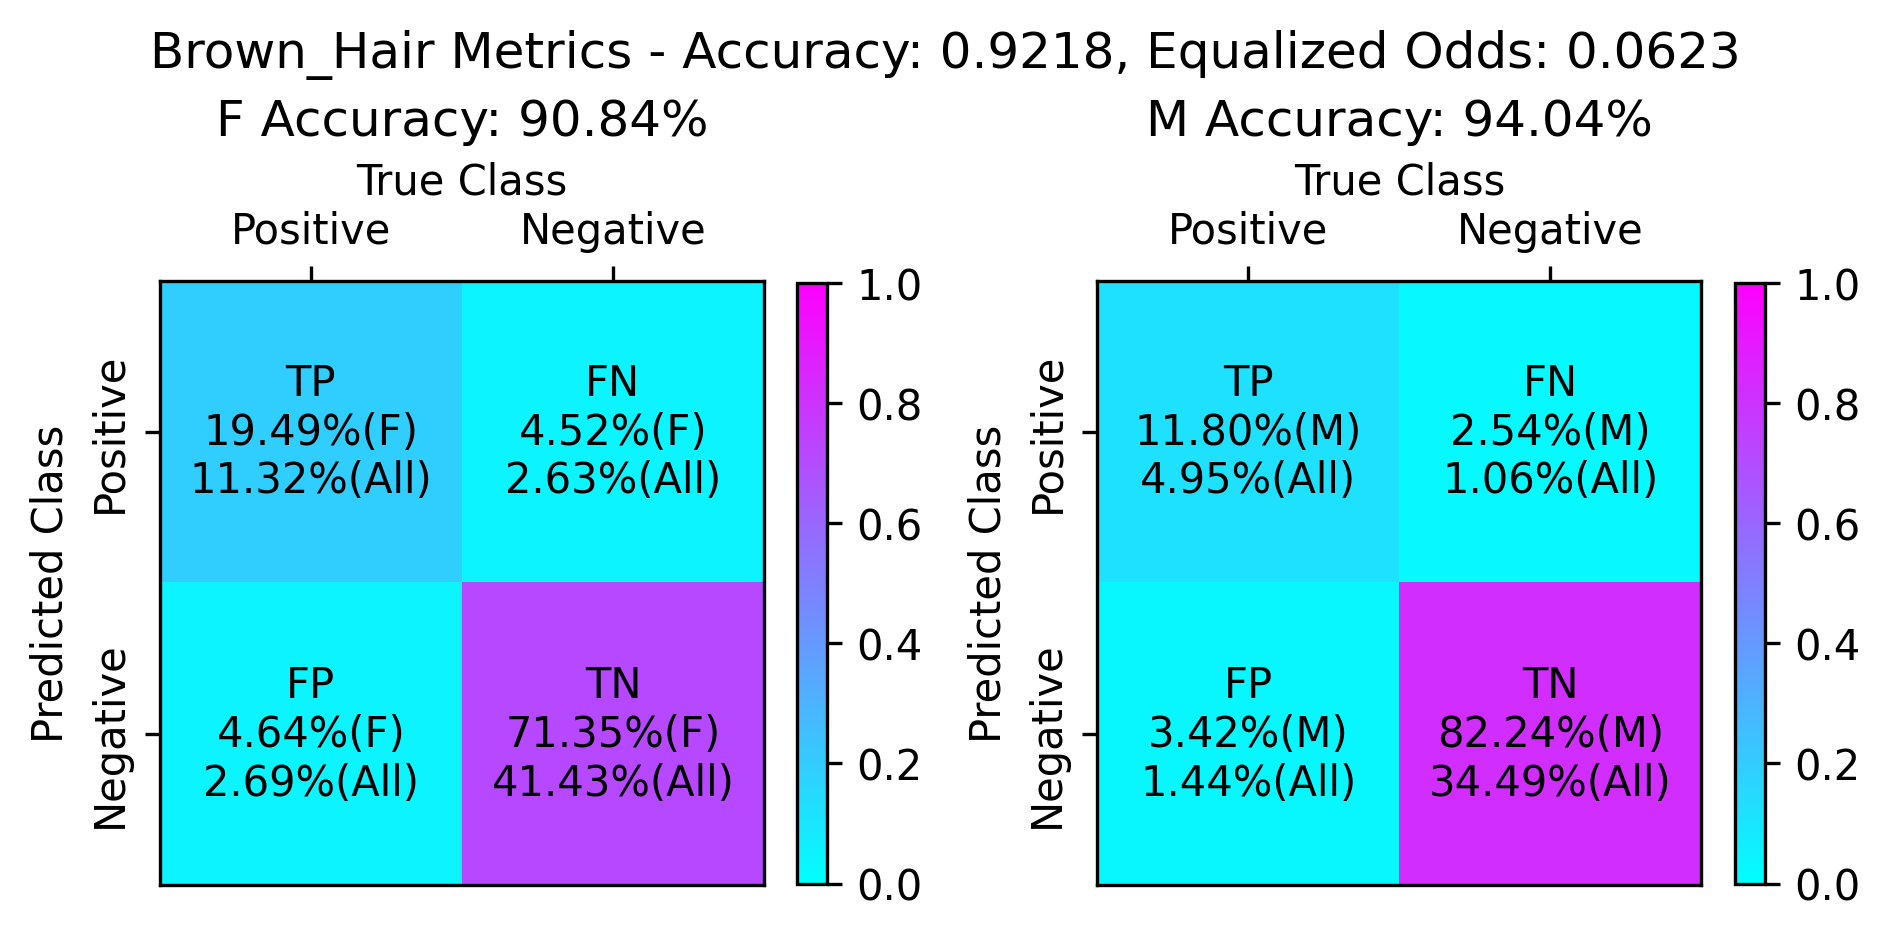 Brown_Hair Metrics - Accuracy: 0.9218, Equalized Odds: 0.0623
F Accuracy: 90.84%
True Class
Positive Negative
Predicted Class
Positive
Negative
TP
19.49%(F)
11.32%(All)
FN
4.52%(F)
2.63%(All)
FP
4.64%(F)
2.69%(All)
TN
71.35%(F)
41.43%(All)
1.0
0.8
0.6
0.4
0.2
0.0
M Accuracy: 94.04%
True Class
Positive Negative
Predicted Class
Positive
Negative
TP
11.80%(M)
4.95%(All)
FN
2.54%(M)
1.06%(All)
FP
3.42%(M)
1.44%(All)
TN
82.24%(M)
34.49%(All)
1.0
0.8
0.6
0.4
0.2
0.0